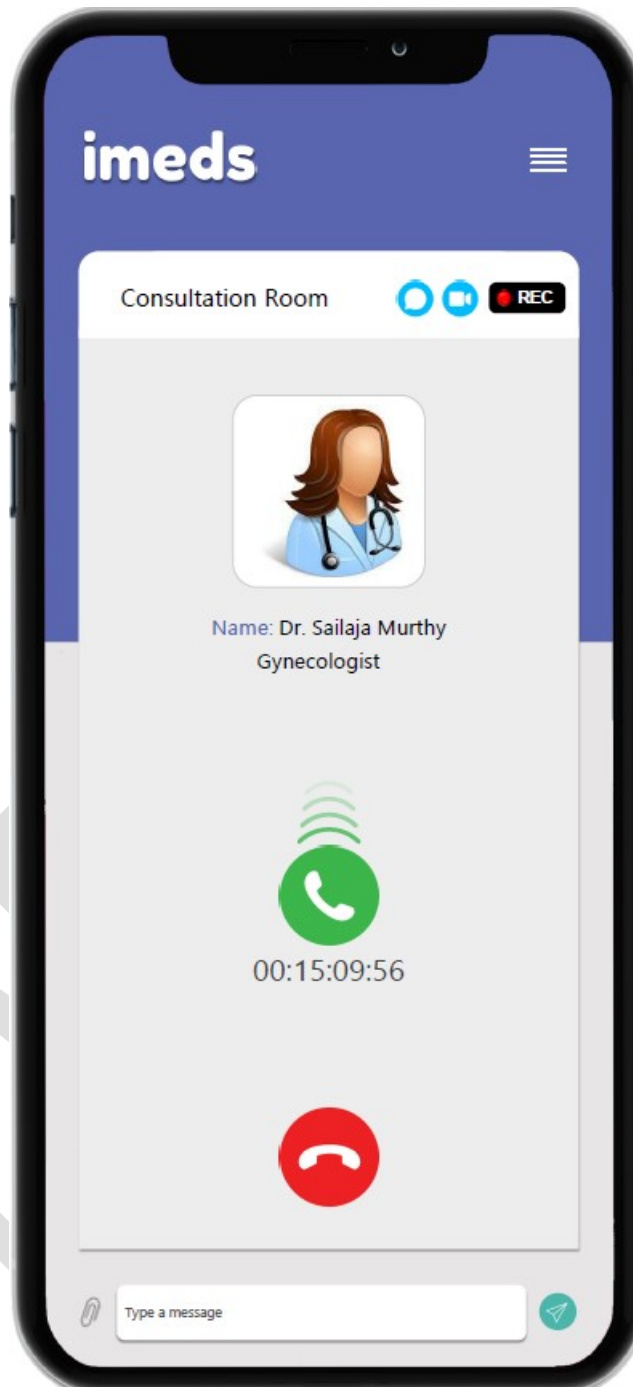 imeds
Consultation Room REC
Name: Dr. Sailaja Murthy
Gynecologist
00:15:09:56
Type a message